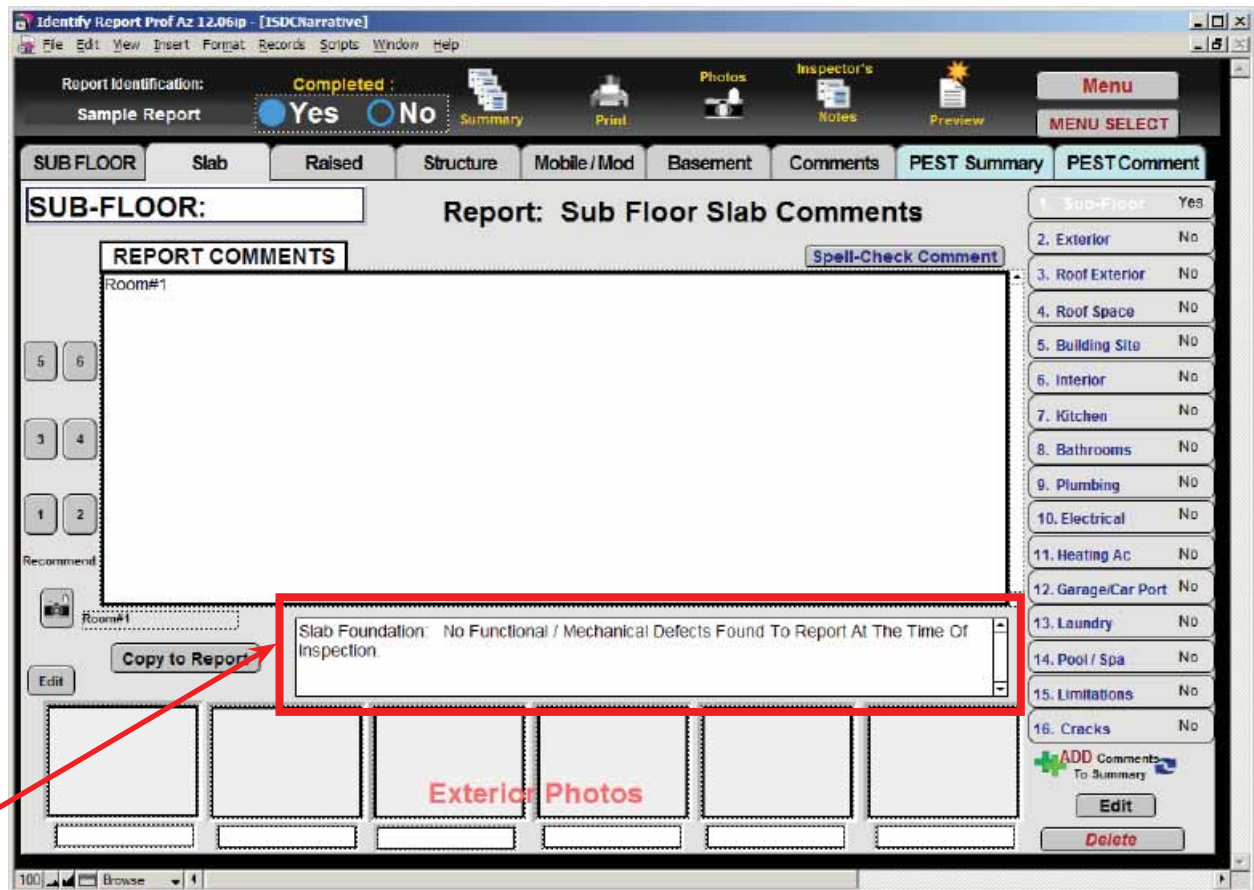 Identify Report Prof Az 12.06ip - [ISDCNarrative]
File Edit View Insert Format Records Scripts Window Help
Report Identification:
Sample Report
Completed :
Yes No
Summary
Print
Photos
Inspector's
Notes
Preview
Menu
MENU SELECT
SUB FLOOR Slab Raised Structure Mobile / Mod Basement Comments PEST Summary PEST Comment
SUB-FLOOR:
Report: Sub Floor Slab Comments
REPORT COMMENTS
Spell-Check Comment
Room#1
5 6
3 4
1 2
Recommend
Room#1
Copy to Report
Edit
Slab Foundation: No Functional / Mechanical Defects Found To Report At The Time Of
Inspection.
Exterior Photos
1. Sub-Floor Yes
2. Exterior No
3. Roof Exterior No
4. Roof Space No
5. Building Site No
6. Interior No
7. Kitchen No
8. Bathrooms No
9. Plumbing No
10. Electrical No
11. Heating Ac No
12. Garage/Car Port No
13. Laundry No
14. Pool / Spa No
15. Limitations No
16. Cracks No
ADD Comments
To Summary
Edit
Delete
100 Browse